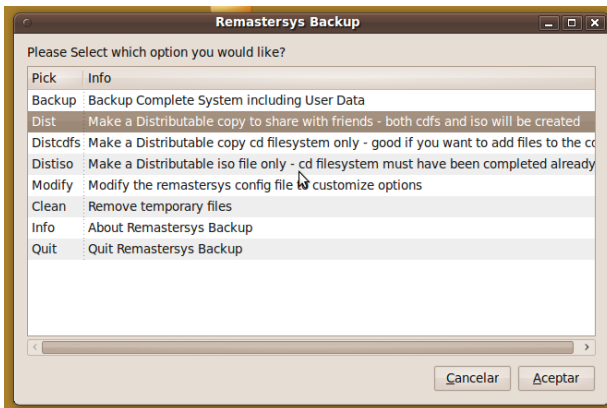 Remastersys Backup
Please Select which option you would like?
Pick Info
Backup Backup Complete System including User Data
Dist Make a Distributable copy to share with friends - both cdfs and iso will be created
Distcdfs Make a Distributable copy cd filesystem only - good if you want to add files to the
Distiso Make a Distributable iso file only - cd filesystem must have been completed already
Modify Modify the remastersys config file to customize options
Clean Remove temporary files
Info About Remastersys Backup
Quit Quit Remastersys Backup
Cancelar Aceptar